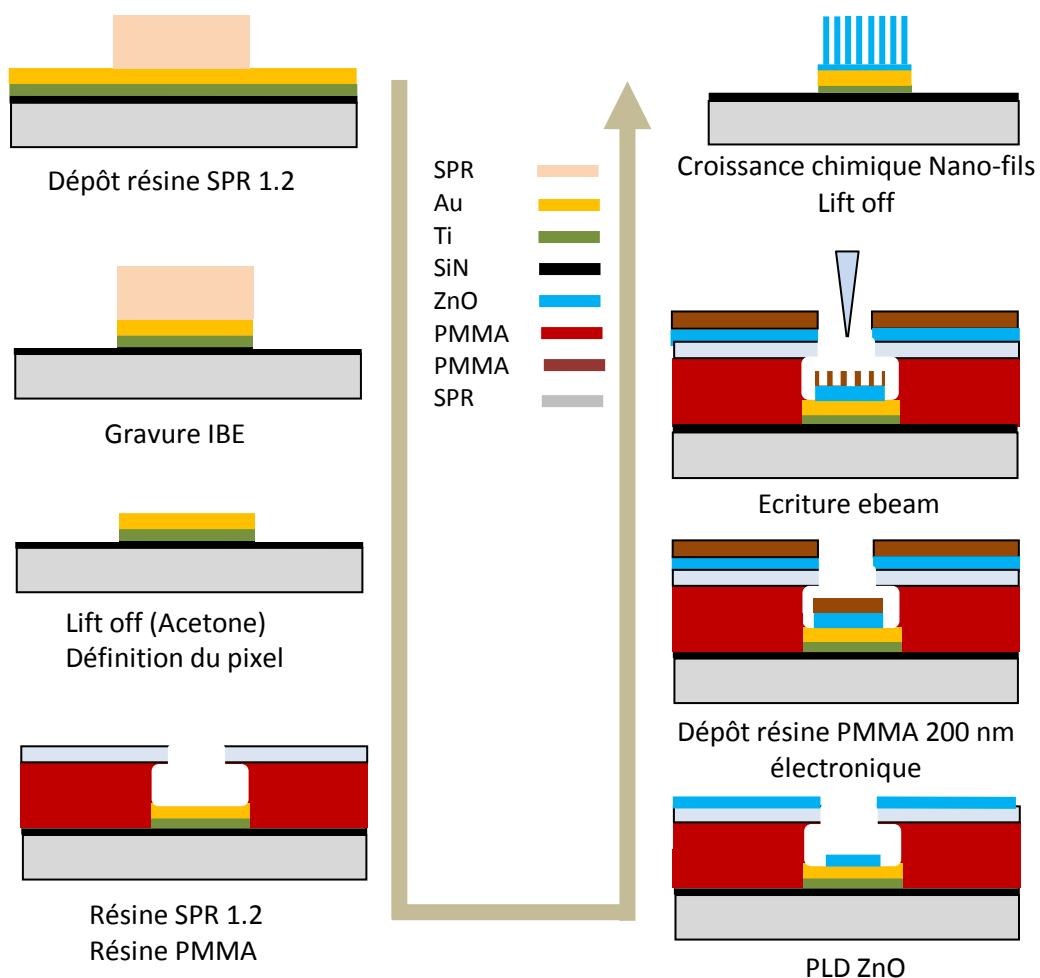 Dépôt résine SPR 1.2
Gravure IBE
Lift off (Acetone)
Définition du pixel
Résine SPR 1.2
Résine PMMA
SPR
Au
Ti
SiN
ZnO
PMMA
PMMA
SPR
Croissance chimique Nano-fils
Lift off
Ecriture ebeam
Dépôt résine PMMA 200 nm
électronique
PLD ZnO